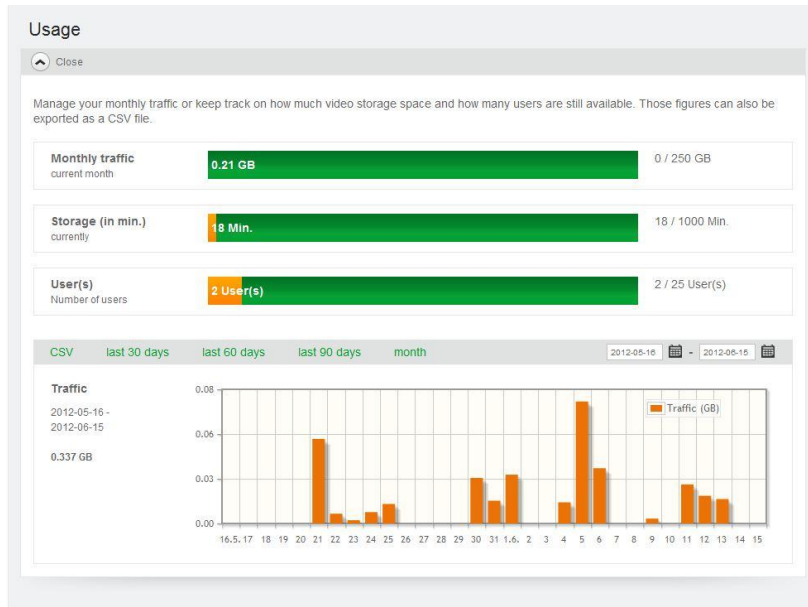 Usage
Close
Manage your monthly traffic or keep track on how much video storage space and how many users are still available. Those figures can also be
exported as a CSV file.
Monthly traffic
current month
0.21 GB
0 / 250 GB
Storage (in min.)
currently
18 Min.
18 / 1000 Min.
User(s)
Number of users
2 User(s)
2 / 25 User(s)
CSV last 30 days last 60 days last 90 days month 2012-05-16 - 2012-06-15
Traffic
2012-05-16 -
2012-06-15
0.337 GB
0.08
0.06
0.03
0.00
Traffic (GB)
16.5. 17 18 19 20 21 22 23 24 25 26 27 28 29 30 31 1.6. 2 3 4 5 6 7 8 9 10 11 12 13 14 15